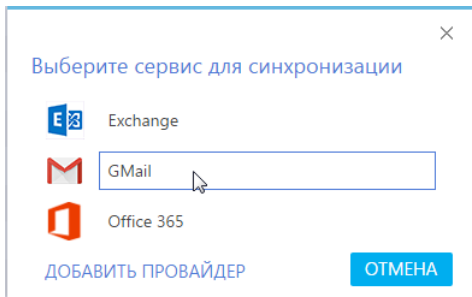 Выберите сервис для синхронизации
Exchange
GMail
Office 365
ДОБАВИТЬ ПРОВАЙДЕР
ОТМЕНА